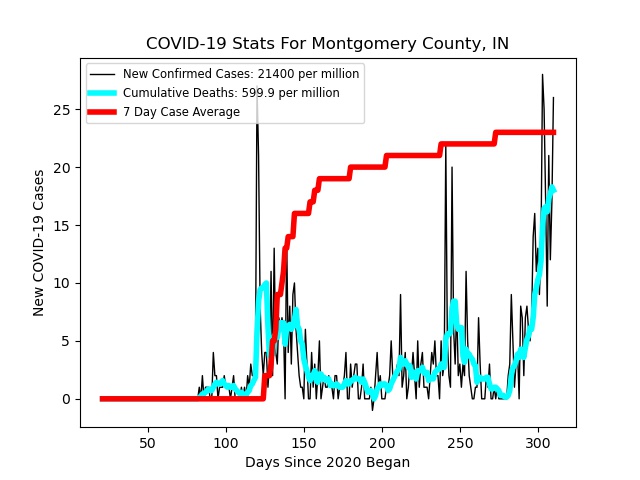 COVID-19 Stats For Montgomery County, IN
New Confirmed Cases: 21400 per million
Cumulative Deaths: 599.9 per million
7 Day Case Average
25
20
15
10
5
0
New COVID-19 Cases
50 100 150 200 250 300
Days Since 2020 Began